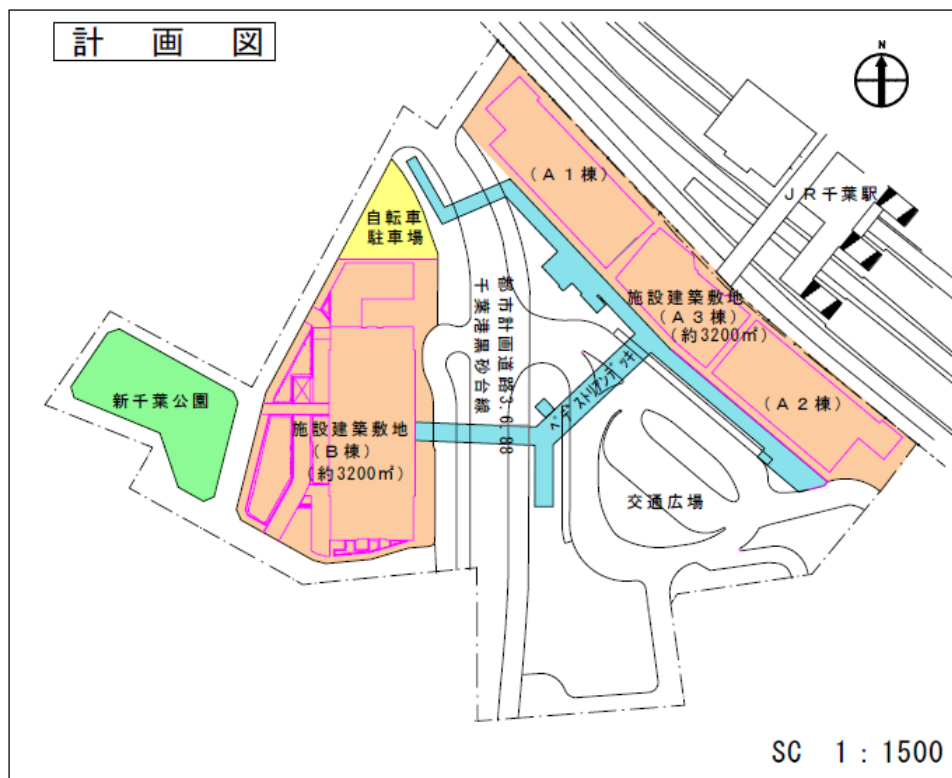 計画図
N
(A1棟)
JR千葉駅
自転車
駐車場
都市計画道路3.6.88
千葉港黒砂台線
施設建築敷地
(A3棟)
(約3200㎡)
ペデストリアンデッキ
新千葉公園
(A2棟)
施設建築敷地
(B棟)
(約3200㎡)
交通広場
SC 1:1500